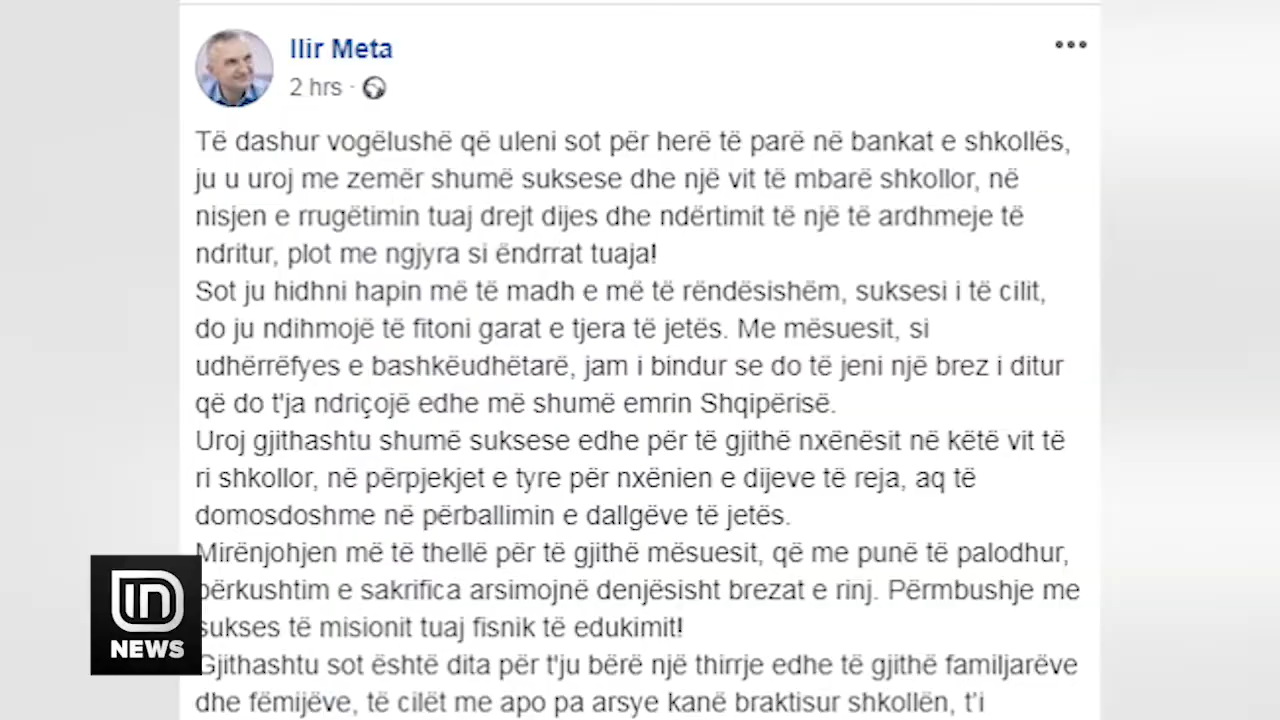 Ilir Meta
2 hrs ·
Të dashur vogëlushë që uleni sot për herë të parë në bankat e shkollës,
ju u uroj me zemër shumë suksese dhe një vit të mbarë shkollor, në
nisjen e rrugëtimin tuaj drejt dijes dhe ndërtimit të një të ardhmeje të
ndritur, plot me ngjyra si ëndrrat tuaja!
Sot ju hidhni hapin më të madh e më të rëndësishëm, suksesi i të cilit,
do ju ndihmojë të fitoni garat e tjera të jetës. Me mësuesit, si
udhërrëfyes e bashkëudhëtarë, jam i bindur se do të jeni një brez i ditur
që do t'ja ndriçojë edhe më shumë emrin Shqipërisë.
Uroj gjithashtu shumë suksese edhe për të gjithë nxënësit në këtë vit të
ri shkollor, në përpjekjet e tyre për nxënien e dijeve të reja, aq të
domosdoshme në përballimin e dallgëve të jetës.
Mirënjohjen më të thellë për të gjithë mësuesit, që me punë të palodhur,
përkushtim e sakrifica arsimojnë denjësisht brezat e rinj. Përmbushje me
sukses të misionit tuaj fisnik të edukimit!
Gjithashtu sot është dita për t'ju bërë një thirrje edhe të gjithë familjarëve
dhe fëmijëve, të cilët me apo pa arsye kanë braktisur shkollën, t'i
IN
NEWS